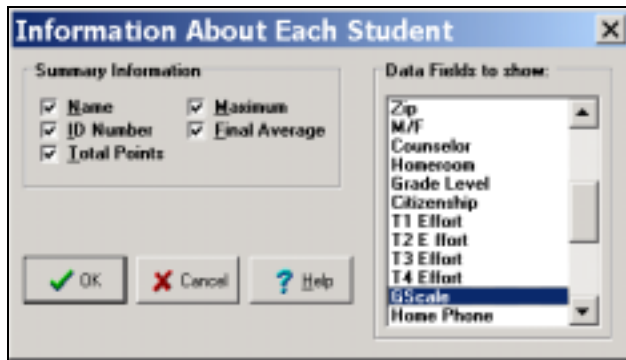 Information About Each Student
Summary Information
Name
Maximum
ID Number
Final Average
Total Points
OK
Cancel
Help
Data Fields to show:
Zip
M/F
Counselor
Homeroom
Grade Level
Citizenship
T1 Effort
T2 E ffort
T3 Effort
T4 Effort
GScale
Home Phone